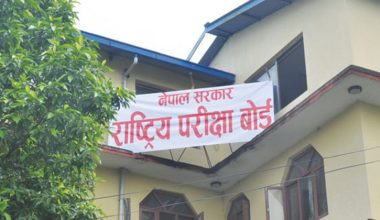 नेपाल सरकार
राष्ट्रिय परीक्षा बोर्ड